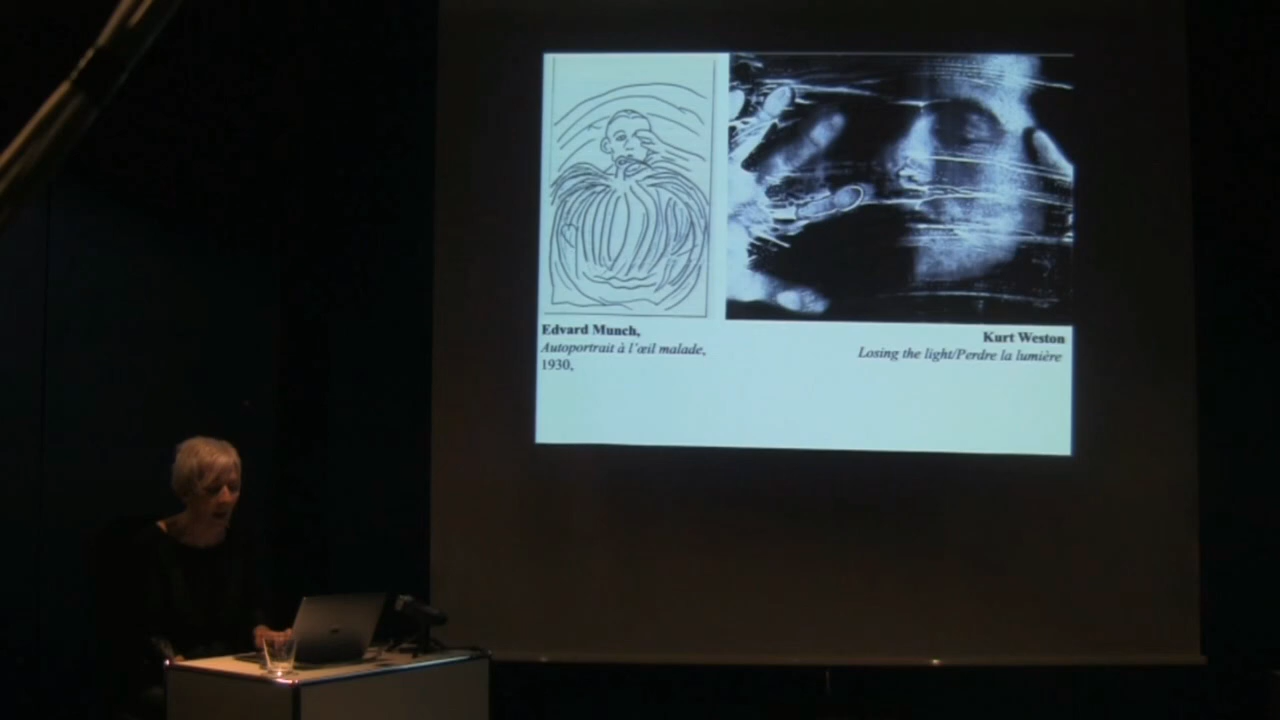 Edvard Munch,
Autoportrait à l'œil malade,
1930,
Kurt Weston
Losing the light/Perdre la lumière